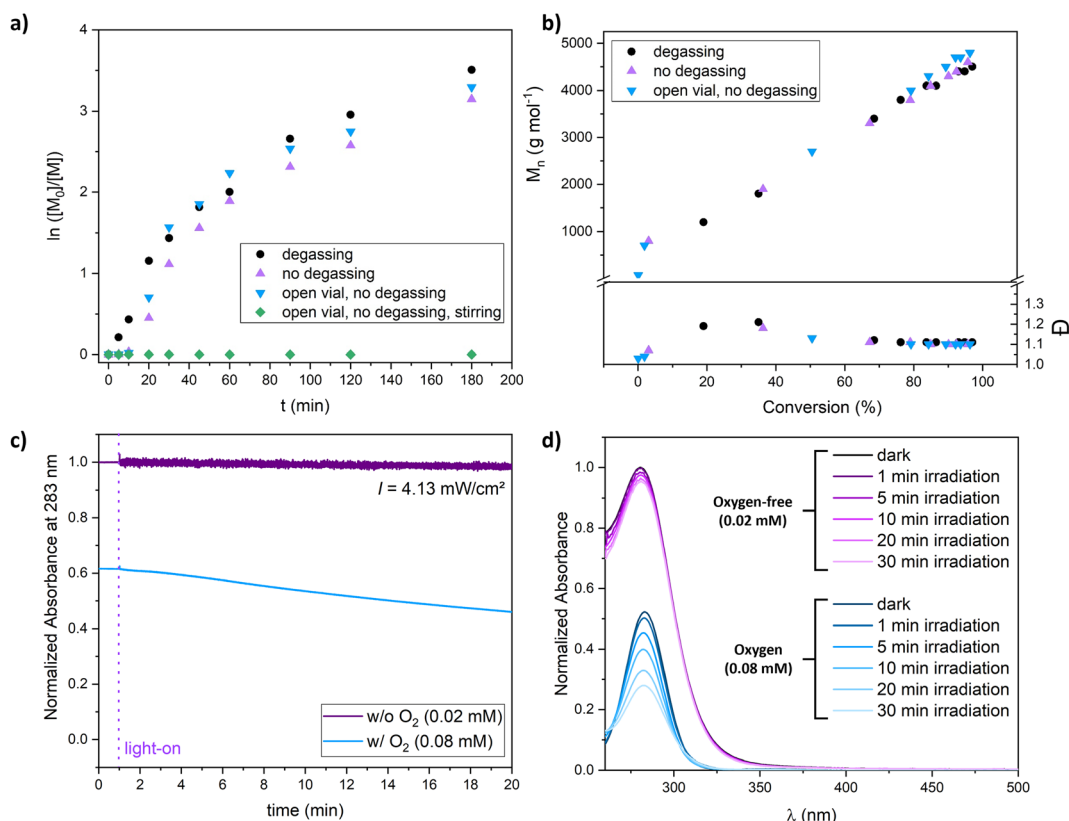 a)
ln ([M₀]/[M])
4
3
2
1
0
degassing
no degassing
open vial, no degassing
open vial, no degassing, stirring
0 20 40 60 80 100 120 140 160 180 200
t (min)
b)
Mₙ (g mol⁻¹)
5000
4000
3000
2000
1000
degassing
no degassing
open vial, no degassing
1.3
1.2
1.1
1.0
Đ
0 20 40 60 80 100
Conversion (%)
c)
Normalized Absorbance at 283 nm
1.0
0.8
0.6
0.4
0.2
0.0
I = 4.13 mW/cm²
light-on
w/o O₂ (0.02 mM)
w/ O₂ (0.08 mM)
0 2 4 6 8 10 12 14 16 18 20
time (min)
d)
Normalized Absorbance
1.0
0.8
0.6
0.4
0.2
0.0
Oxygen-free
(0.02 mM)
dark
1 min irradiation
5 min irradiation
10 min irradiation
20 min irradiation
30 min irradiation
Oxygen
(0.08 mM)
dark
1 min irradiation
5 min irradiation
10 min irradiation
20 min irradiation
30 min irradiation
300 350 400 450 500
λ (nm)